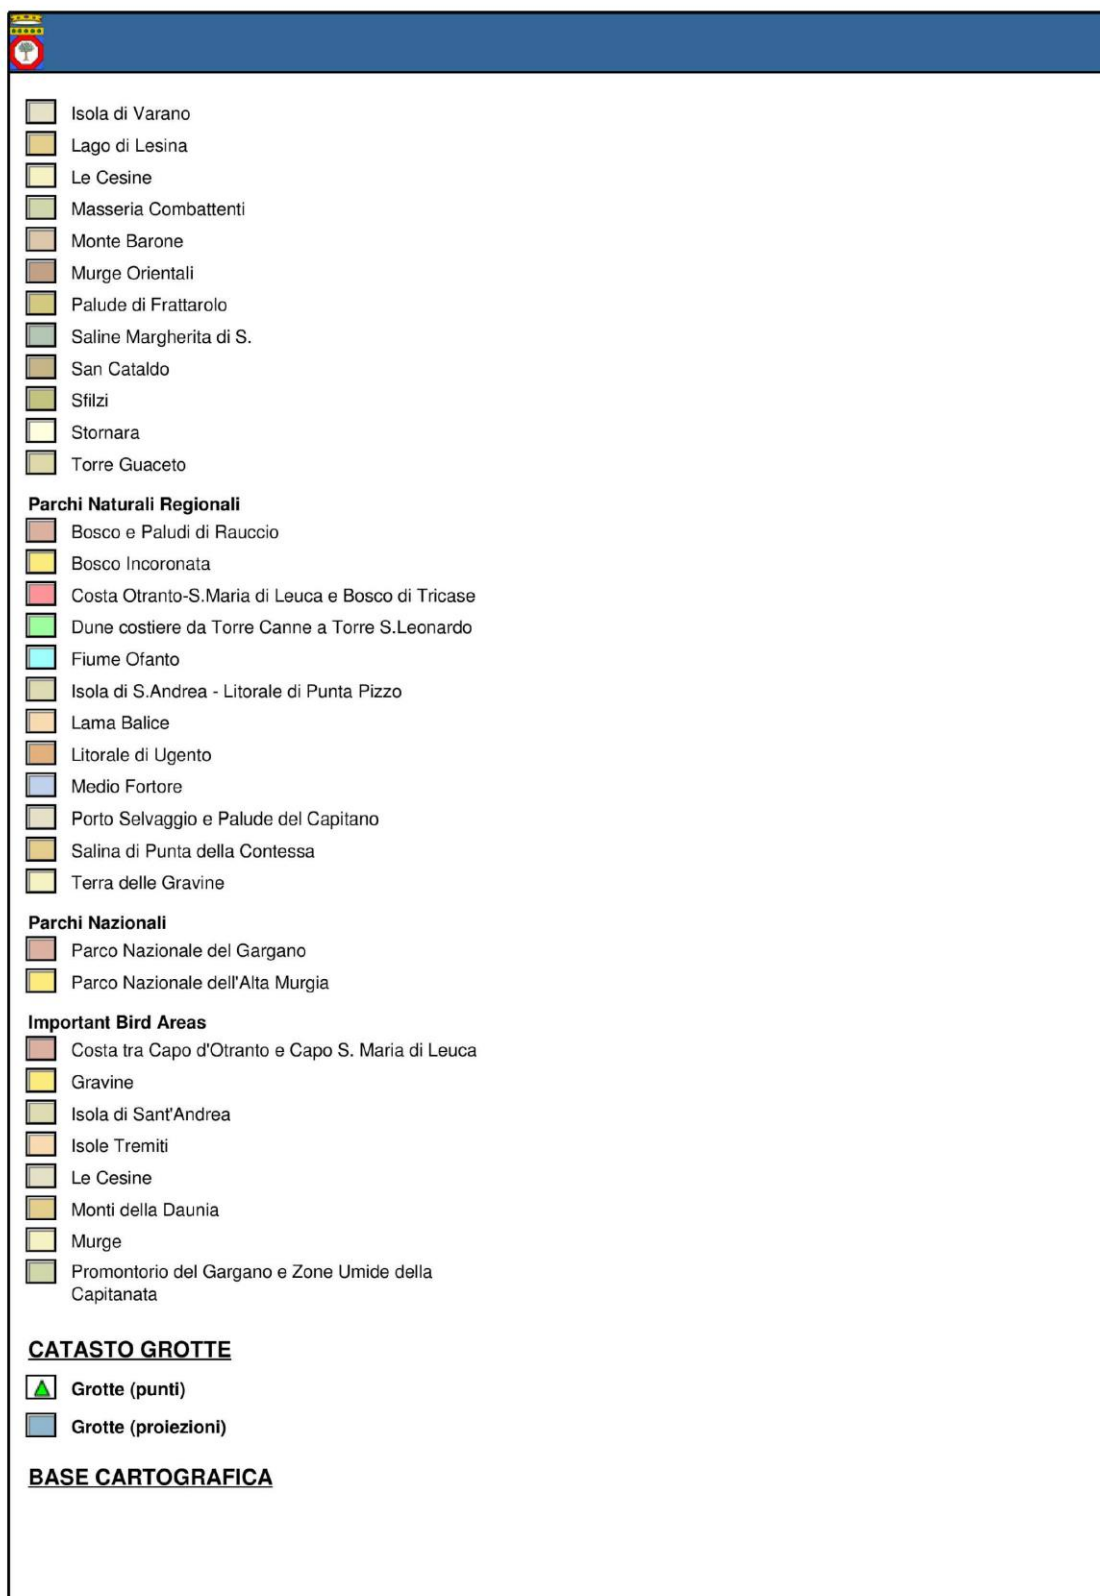 Isola di Varano
Lago di Lesina
Le Cesine
Masseria Combattenti
Monte Barone
Murge Orientali
Palude di Frattarolo
Saline Margherita di S.
San Cataldo
Sfilzi
Stornara
Torre Guaceto
Parchi Naturali Regionali
Bosco e Paludi di Rauccio
Bosco Incoronata
Costa Otranto-S.Maria di Leuca e Bosco di Tricase
Dune costiere da Torre Canne a Torre S.Leonardo
Fiume Ofanto
Isola di S.Andrea - Litorale di Punta Pizzo
Lama Balice
Litorale di Ugento
Medio Fortore
Porto Selvaggio e Palude del Capitano
Salina di Punta della Contessa
Terra delle Gravine
Parchi Nazionali
Parco Nazionale del Gargano
Parco Nazionale dell'Alta Murgia
Important Bird Areas
Costa tra Capo d'Otranto e Capo S. Maria di Leuca
Gravine
Isola di Sant'Andrea
Isole Tremiti
Le Cesine
Monti della Daunia
Murge
Promontorio del Gargano e Zone Umide della
Capitanata
CATASTO GROTTE
Grotte (punti)
Grotte (proiezioni)
BASE CARTOGRAFICA